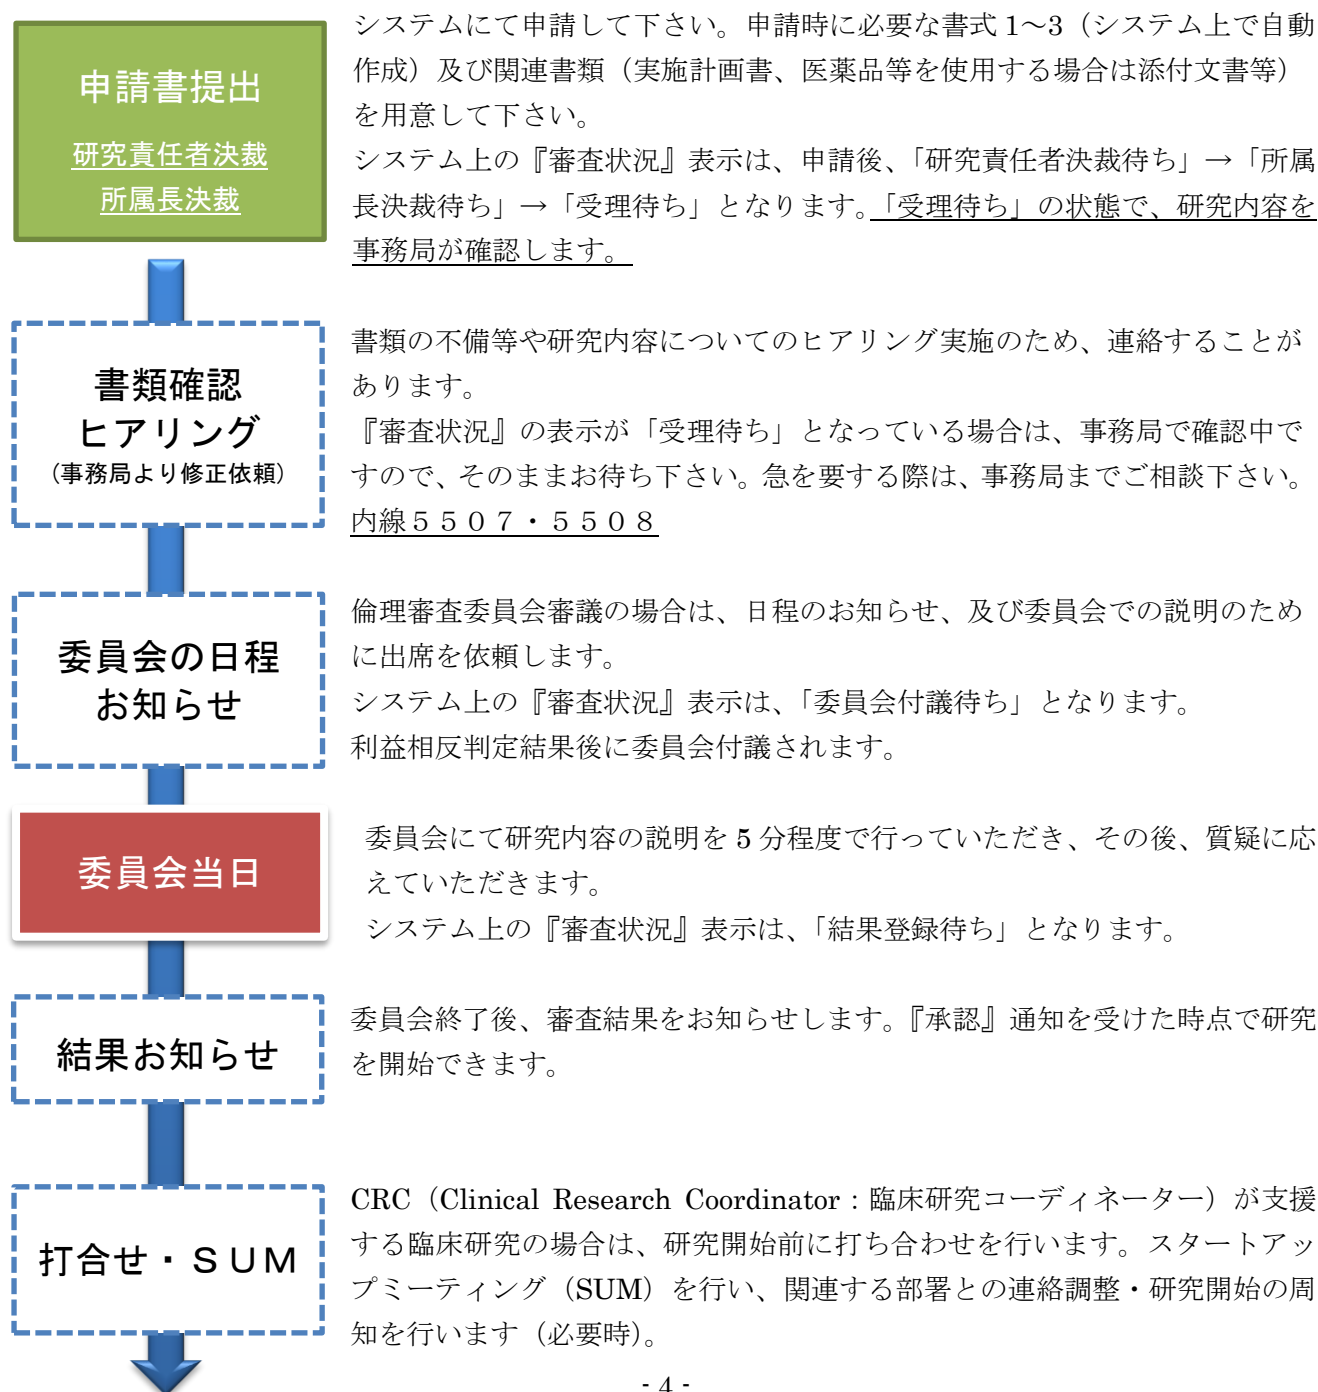 申請書提出
研究責任者決裁
所属長決裁
システムにて申請して下さい。申請時に必要な書式 1～3（システム上で自動
作成）及び関連書類（実施計画書、医薬品等を使用する場合は添付文書等）
を用意して下さい。
システム上の『審査状況』表示は、申請後、「研究責任者決裁待ち」→「所属
長決裁待ち」→「受理待ち」となります。「受理待ち」の状態で、研究内容を
事務局が確認します。
書類確認
ヒアリング
（事務局より修正依頼）
書類の不備等や研究内容についてのヒアリング実施のため、連絡することが
あります。
『審査状況』の表示が「受理待ち」となっている場合は、事務局で確認中で
すので、そのままお待ち下さい。急を要する際は、事務局までご相談下さい。
内線５５０７・５５０８
委員会の日程
お知らせ
倫理審査委員会審議の場合は、日程のお知らせ、及び委員会での説明のため
に出席を依頼します。
システム上の『審査状況』表示は、「委員会付議待ち」となります。
利益相反判定結果後に委員会付議されます。
委員会当日
委員会にて研究内容の説明を 5 分程度で行っていただき、その後、質疑に応
えていただきます。
システム上の『審査状況』表示は、「結果登録待ち」となります。
結果お知らせ
委員会終了後、審査結果をお知らせします。『承認』通知を受けた時点で研究
を開始できます。
打合せ・ＳＵＭ
CRC（Clinical Research Coordinator：臨床研究コーディネーター）が支援
する臨床研究の場合は、研究開始前に打ち合わせを行います。スタートアッ
プミーティング（SUM）を行い、関連する部署との連絡調整・研究開始の周
知を行います（必要時）。
- 4 -